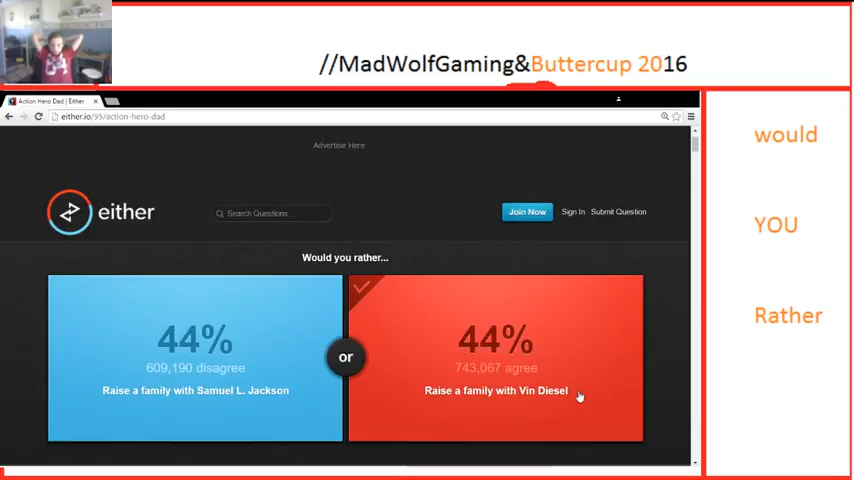 //MadWolfGaming&Buttercup 2016
Action Hero Dad | Either
either.io/95/action-hero-dad
Advertise Here
either
Search Questions...
Join Now
Sign In
Submit Question
Would you rather...
44%
609,190 disagree
Raise a family with Samuel L. Jackson
or
44%
743,067 agree
Raise a family with Vin Diesel
would
YOU
Rather